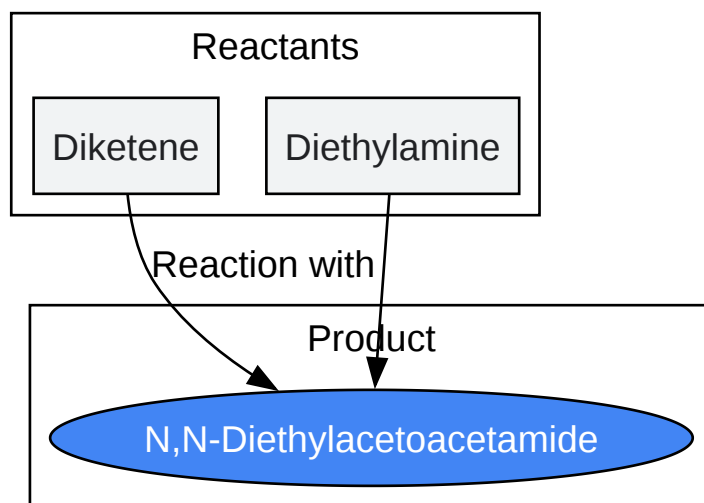 Reactants
Diketene
Diethylamine
Reaction with
Product
N,N-Diethylacetoacetamide